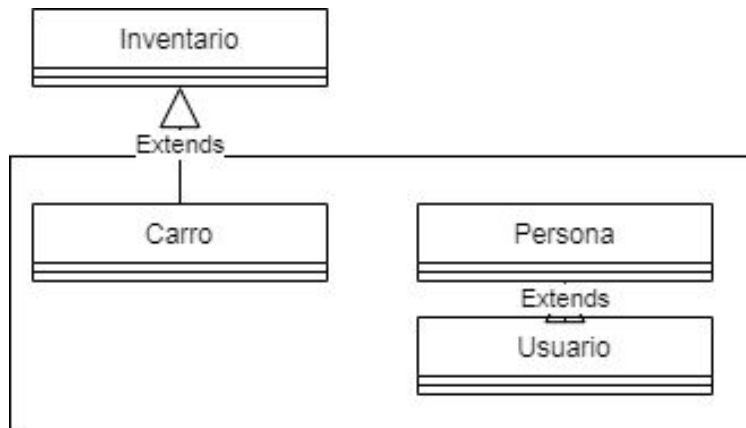 Inventario
Extends
Carro
Persona
Extends
Usuario